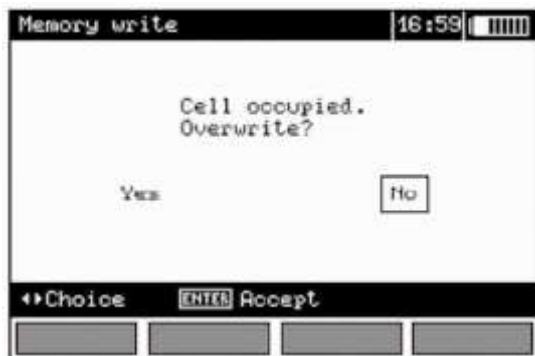 Memory write 16:59
Cell occupied.
Overwrite?
Yes No
Choice ENTER Accept